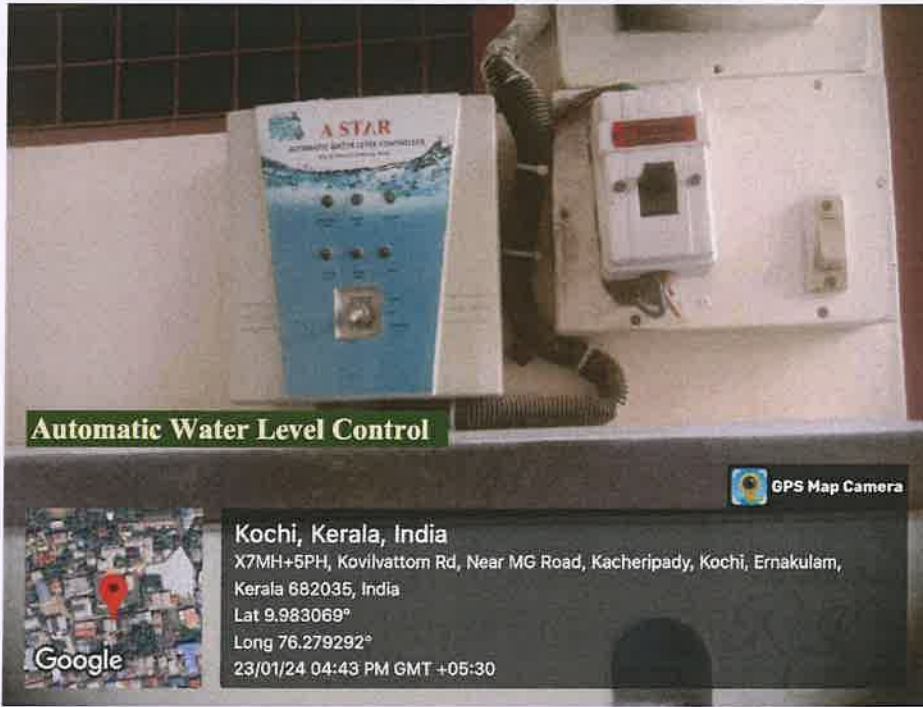 A STAR
AUTOMATIC WATER LEVEL CONTROLLER
Automatic Water Level Control
GPS Map Camera
Kochi, Kerala, India
X7MH+5PH, Kovilvattom Rd, Near MG Road, Kacheripady, Kochi, Ernakulam,
Kerala 682035, India
Lat 9.983069°
Long 76.279292°
23/01/24 04:43 PM GMT +05:30
Google